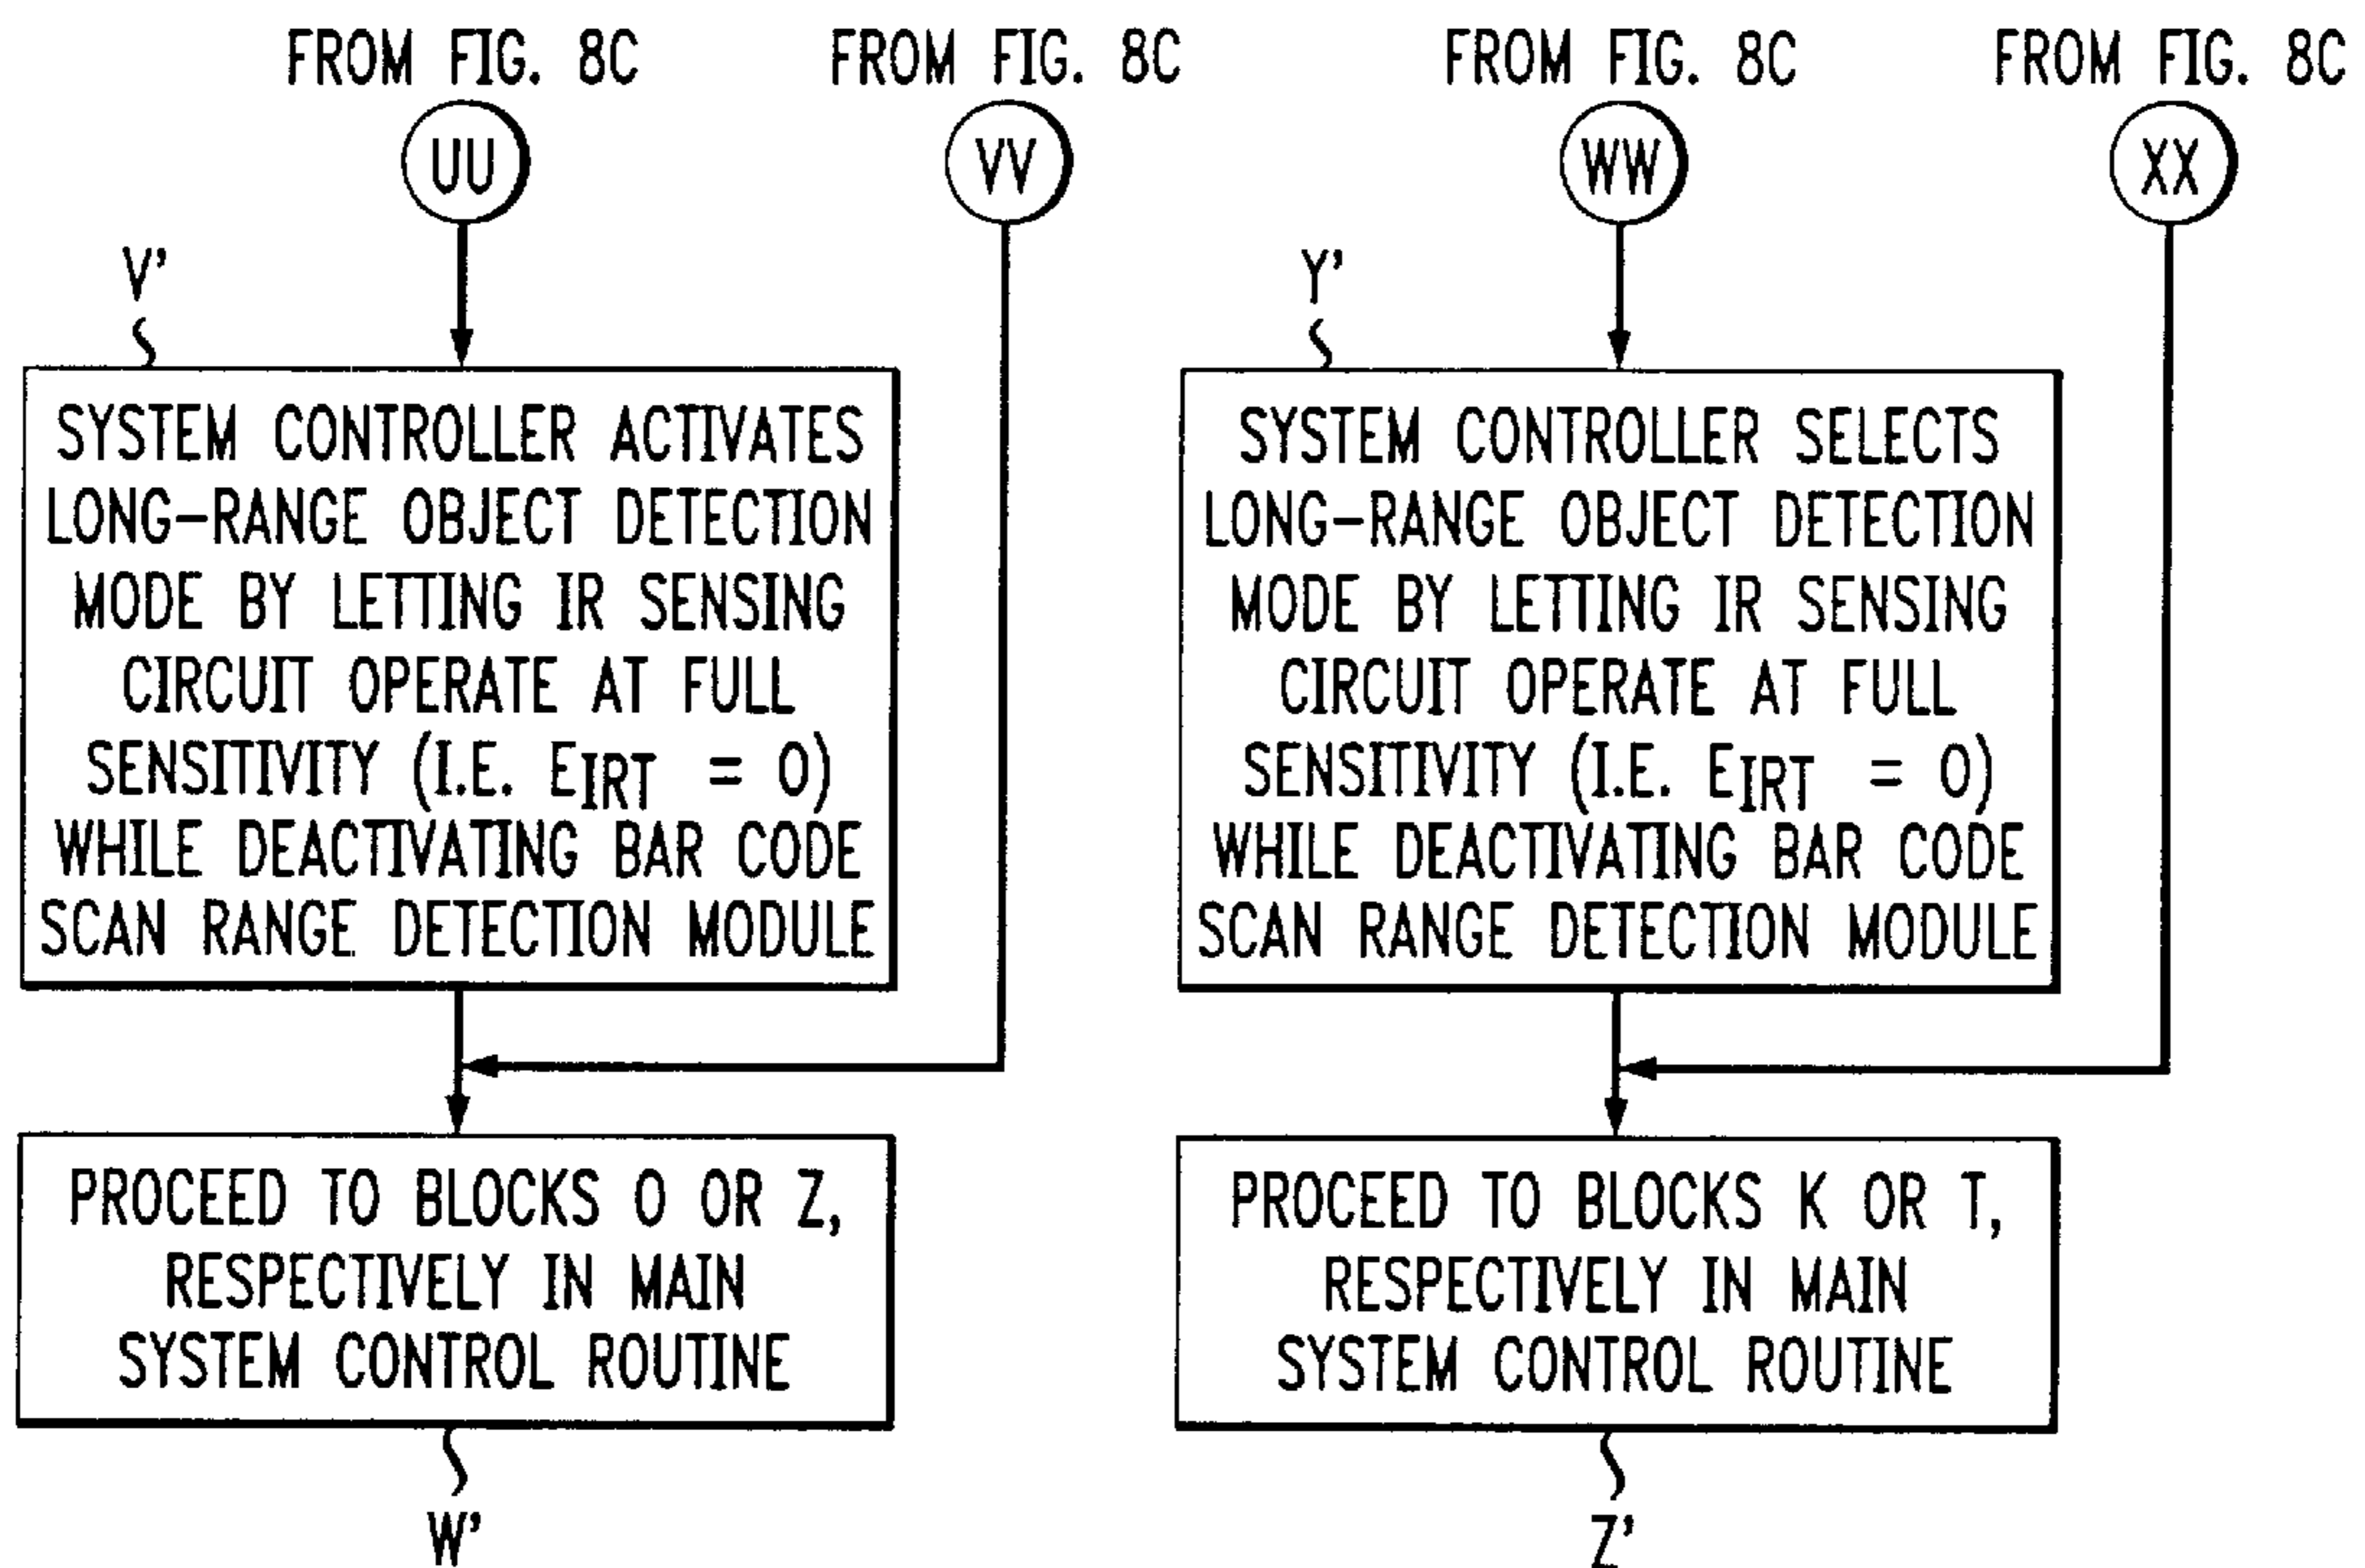 FROM FIG. 8C
FROM FIG. 8C
FROM FIG. 8C
FROM FIG. 8C
UU
VV
WW
XX
V'
SYSTEM CONTROLLER ACTIVATES
LONG-RANGE OBJECT DETECTION
MODE BY LETTING IR SENSING
CIRCUIT OPERATE AT FULL
SENSITIVITY (I.E. EIRT = 0)
WHILE DEACTIVATING BAR CODE
SCAN RANGE DETECTION MODULE
PROCEED TO BLOCKS O OR Z,
RESPECTIVELY IN MAIN
SYSTEM CONTROL ROUTINE
W'
Y'
SYSTEM CONTROLLER SELECTS
LONG-RANGE OBJECT DETECTION
MODE BY LETTING IR SENSING
CIRCUIT OPERATE AT FULL
SENSITIVITY (I.E. EIRT = 0)
WHILE DEACTIVATING BAR CODE
SCAN RANGE DETECTION MODULE
PROCEED TO BLOCKS K OR T,
RESPECTIVELY IN MAIN
SYSTEM CONTROL ROUTINE
Z'